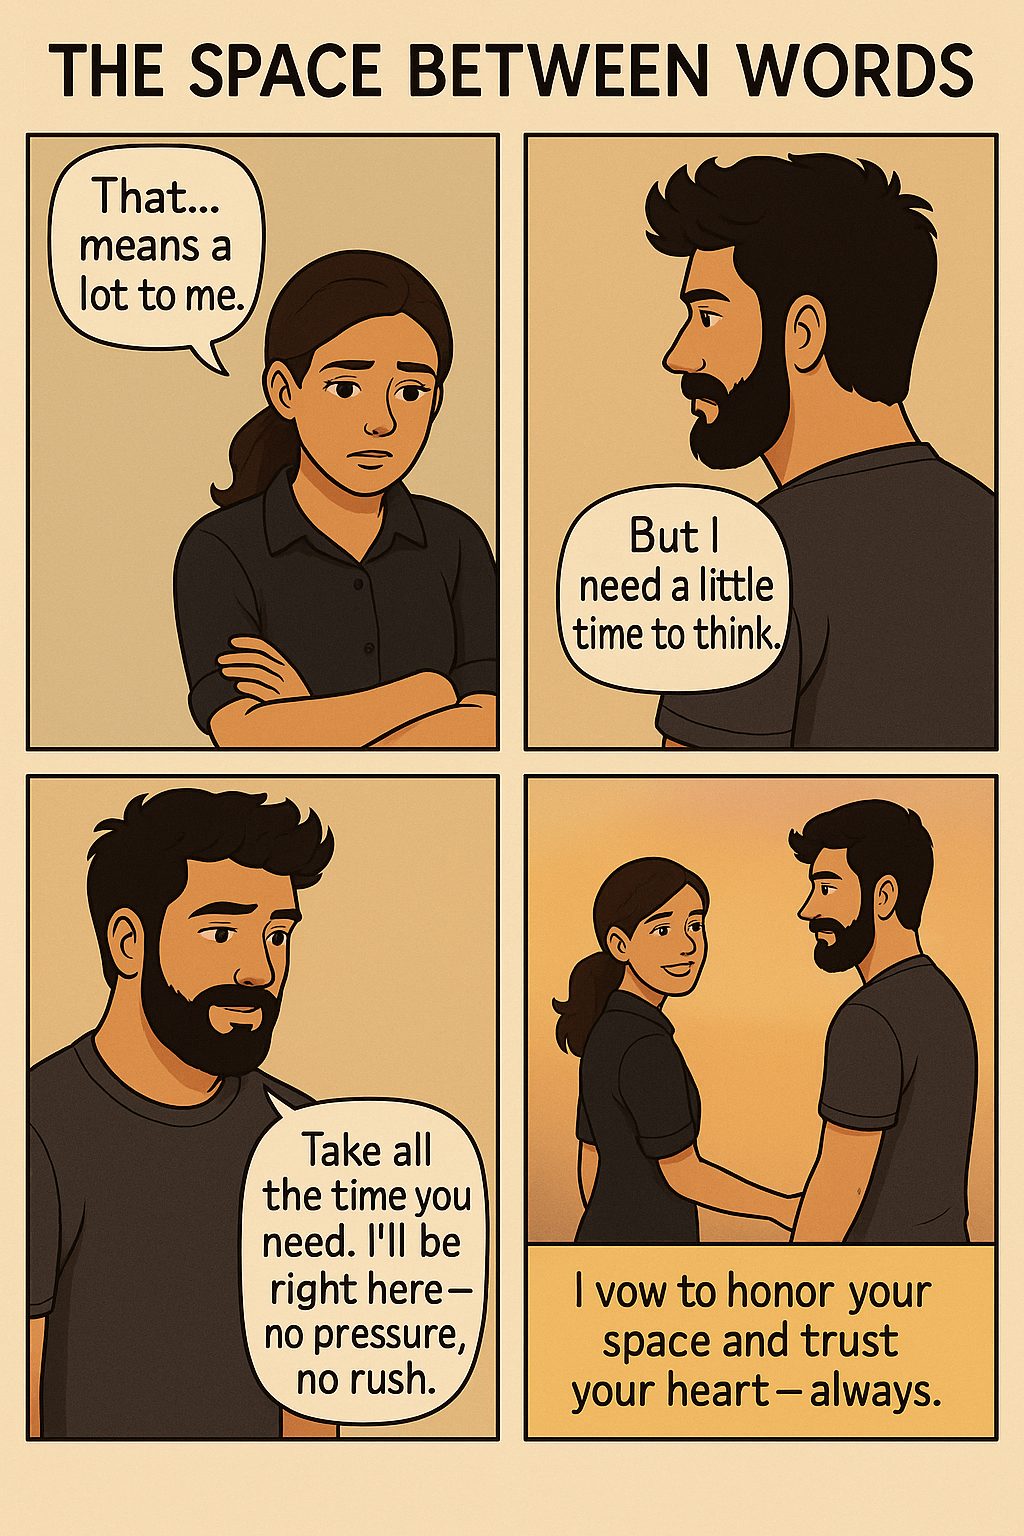 THE SPACE BETWEEN WORDS
That...
means a
lot to me.
But I
need a little
time to think.
Take all
the time you
need. I'll be
right here—
no pressure,
no rush.
I vow to honor your
space and trust
your heart—always.